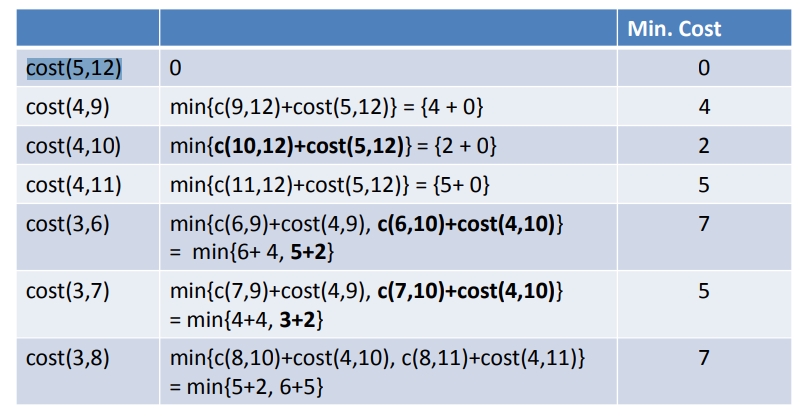 Min. Cost
cost(5,12) 0 0
cost(4,9) min{c(9,12)+cost(5,12)} = {4 + 0} 4
cost(4,10) min{c(10,12)+cost(5,12)} = {2 + 0} 2
cost(4,11) min{c(11,12)+cost(5,12)} = {5+ 0} 5
cost(3,6) min{c(6,9)+cost(4,9), c(6,10)+cost(4,10)} 7
= min{6+ 4, 5+2}
cost(3,7) min{c(7,9)+cost(4,9), c(7,10)+cost(4,10)} 5
= min{4+4, 3+2}
cost(3,8) min{c(8,10)+cost(4,10), c(8,11)+cost(4,11)} 7
= min{5+2, 6+5}